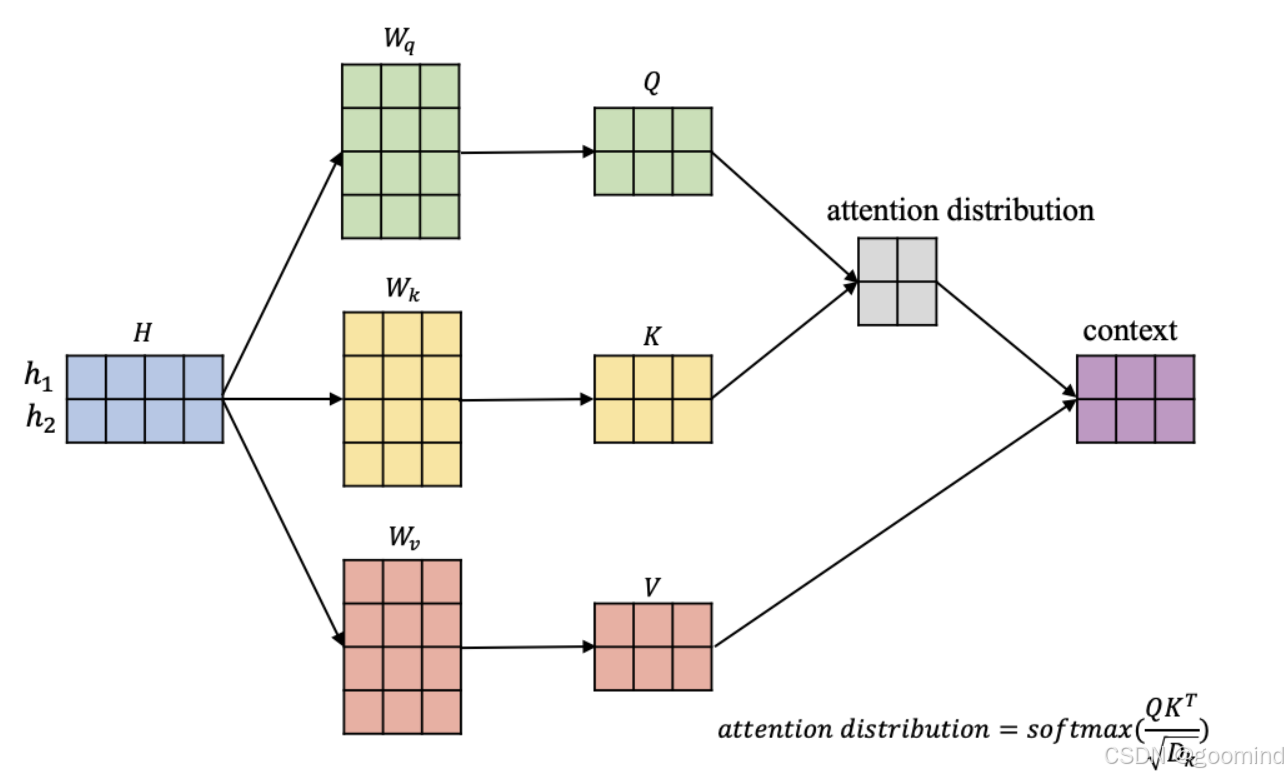 W_q
Q
attention distribution
W_k
H
K
context
h_1
h_2
W_v
V
attention distribution = softmax(\frac{QK^T}{\sqrt{D_k}})
CSDN @goomind